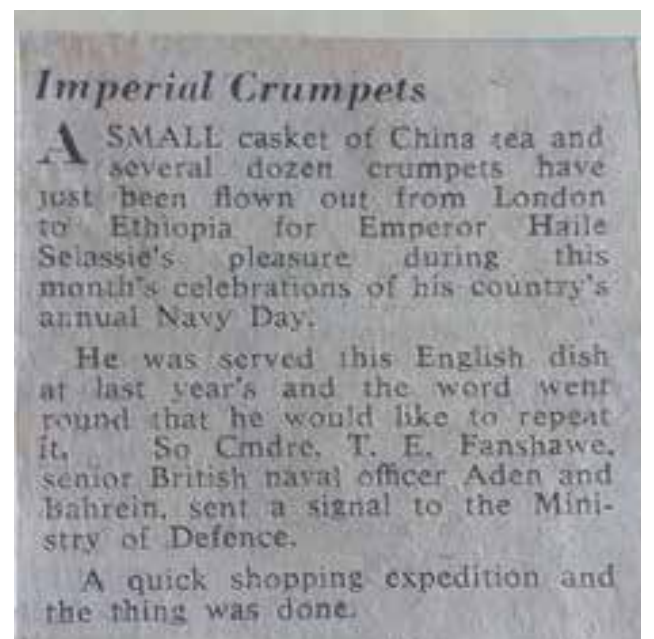 Imperial Crumpets
A SMALL casket of China tea and
several dozen crumpets have
just been flown out from London
to Ethiopia for Emperor Haile
Selassie's pleasure during this
month's celebrations of his country's
annual Navy Day.
He was served this English dish
at last year's and the word went
round that he would like to repeat
it. So Cmdre. T. E. Fanshawe,
senior British naval officer Aden and
Bahrein, sent a signal to the Mini-
stry of Defence.
A quick shopping expedition and
the thing was done.